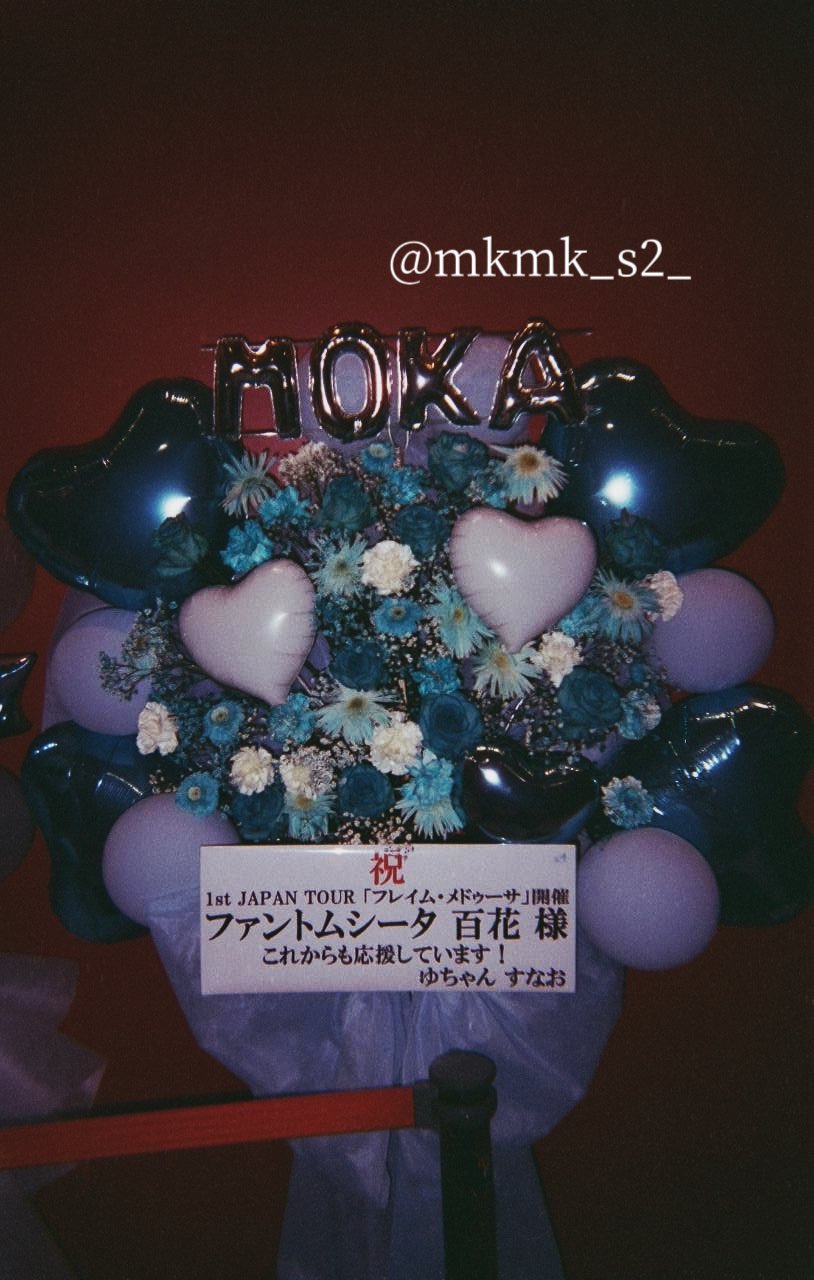 @mkmk_s2_
MOKA
祝
1st JAPAN TOUR「フレイム・メドゥーサ」開催
ファントムシータ 百花 様
これからも応援しています！
ゆちゃん すなお